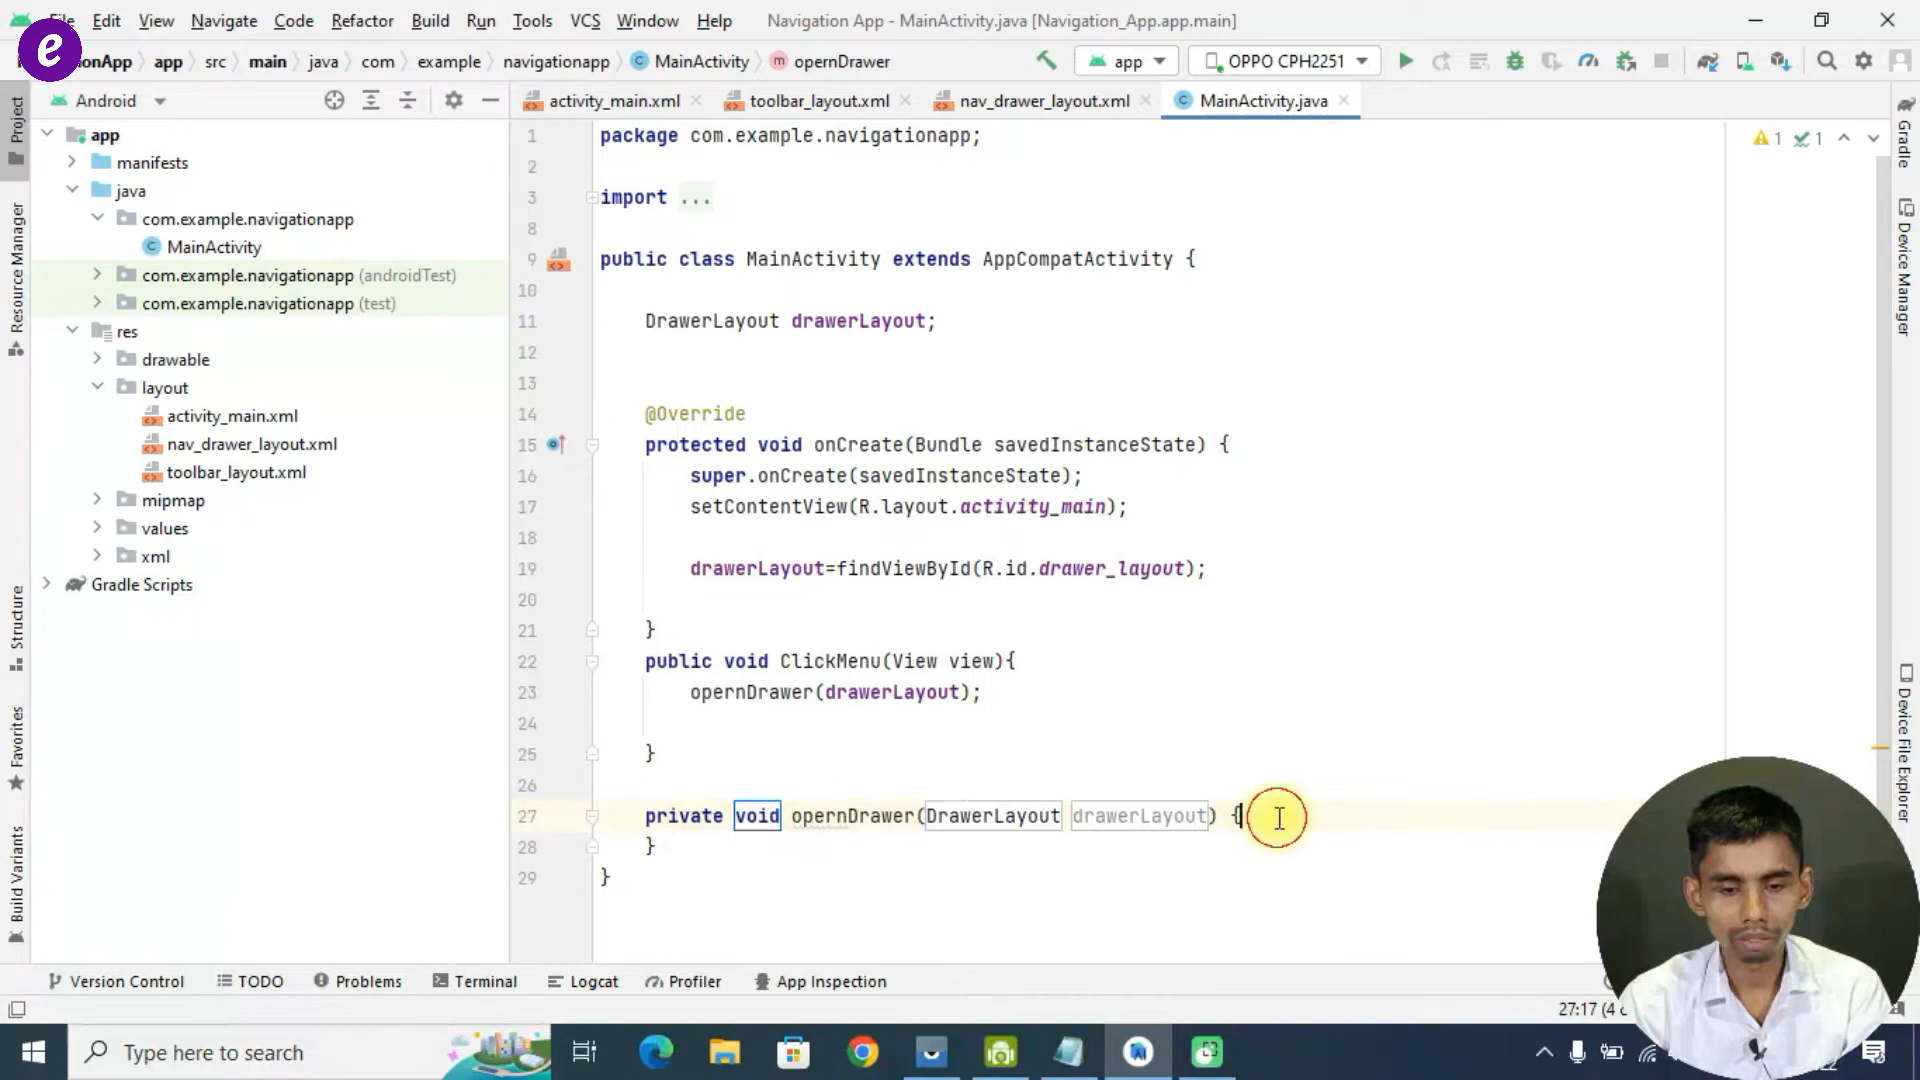 File Edit View Navigate Code Refactor Build Run Tools VCS Window Help Navigation App - MainActivity.java [Navigation_App.app.main]
e
onApp app src main java com example navigationapp MainActivity opernDrawer app OPPO CPH2251
Android activity_main.xml toolbar_layout.xml nav_drawer_layout.xml MainActivity.java
Project
Resource Manager
Structure
Favorites
Build Variants
app
manifests
java
com.example.navigationapp
MainActivity
com.example.navigationapp (androidTest)
com.example.navigationapp (test)
res
drawable
layout
activity_main.xml
nav_drawer_layout.xml
toolbar_layout.xml
mipmap
values
xml
Gradle Scripts
1 package com.example.navigationapp;
2
3 import ...
8
9 public class MainActivity extends AppCompatActivity {
10
11 DrawerLayout drawerLayout;
12
13
14 @Override
15 protected void onCreate(Bundle savedInstanceState) {
16 super.onCreate(savedInstanceState);
17 setContentView(R.layout.activity_main);
18
19 drawerLayout=findViewById(R.id.drawer_layout);
20
21 }
22 public void ClickMenu(View view){
23 opernDrawer(drawerLayout);
24
25 }
26
27 private void opernDrawer(DrawerLayout drawerLayout) {
28 }
29 }
1 1
Gradle
Device Manager
Device File Explorer
Version Control TODO Problems Terminal Logcat Profiler App Inspection
27:17 (4 c
Type here to search